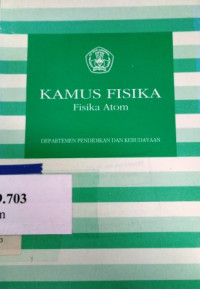 KAMUS FISIKA
Fisika Atom
DEPARTEMEN PENDIDIKAN DAN KEBUDAYAAN
9.703